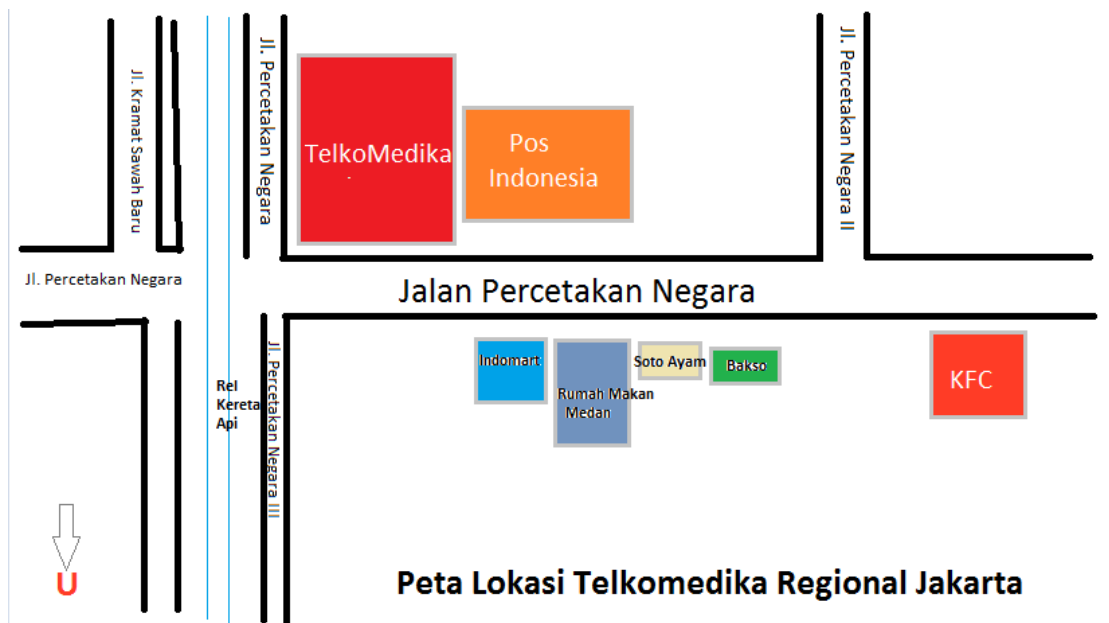 Jl. Kramat Sawah Baru
Jl. Percetakan Negara
Jl. Percetakan Negara II
TelkoMedika
Pos
Indonesia
Jl. Percetakan Negara
Jalan Percetakan Negara
Indomart
Rumah Makan
Medan
Soto Ayam
Bakso
KFC
Rel
Kereta
Api
Jl. Percetakan Negara III
U
Peta Lokasi Telkomedika Regional Jakarta